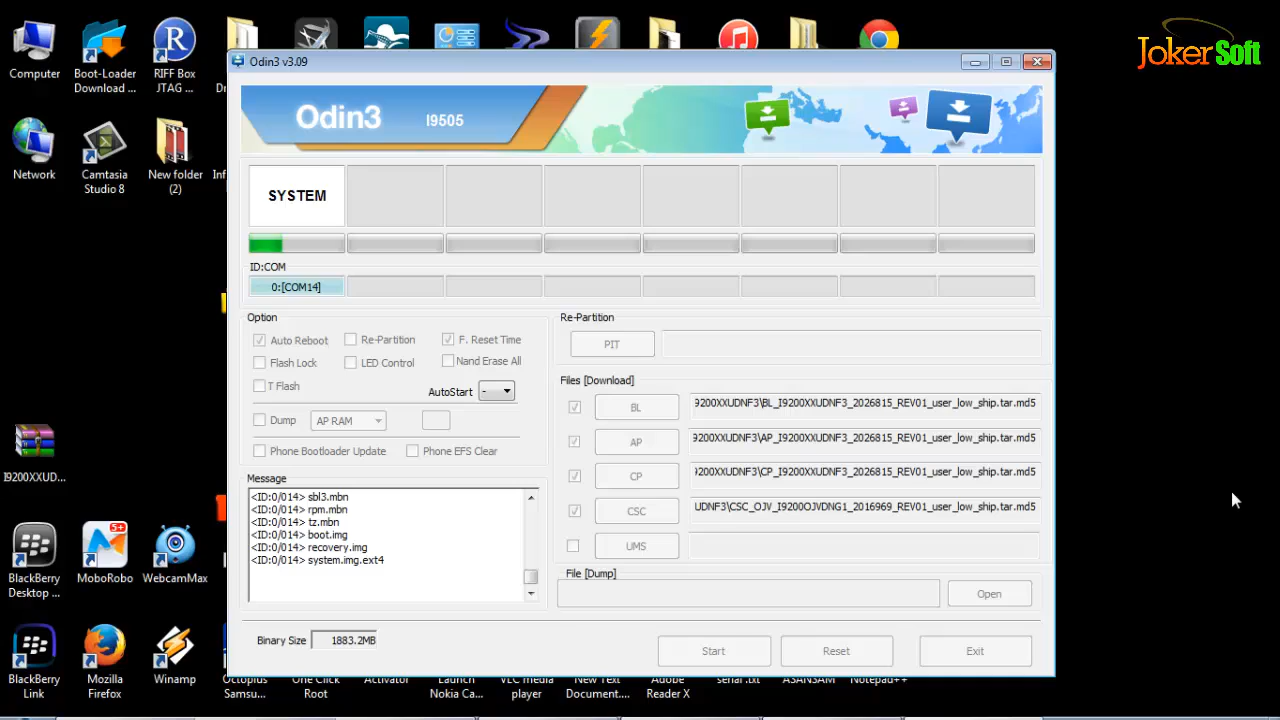 JokerSoft
Computer
Boot-Loader
Download ...
RIFF Box
JTAG ...
Network
Camtasia
Studio 8
New folder
(2)
I9200XXUD...
BlackBerry
Desktop ...
5+
MoboRobo
WebcamMax
BlackBerry
Link
Mozilla
Firefox
Winamp
Octoplus
Samsu...
One Click
Root
Activator
Launch
Nokia Ca...
VLC media
player
New Text
Document....
Adobe
Reader X
serial.txt
ASANSAM
Notepad++
Odin3 v3.09
Odin3
I9505
SYSTEM
ID:COM
0:[COM14]
Option
Auto Reboot
Re-Partition
F. Reset Time
Flash Lock
LED Control
Nand Erase All
T Flash
AutoStart
-
Dump
AP RAM
Phone Bootloader Update
Phone EFS Clear
Message
<ID:0/014> sbl3.mbn
<ID:0/014> rpm.mbn
<ID:0/014> tz.mbn
<ID:0/014> boot.img
<ID:0/014> recovery.img
<ID:0/014> system.img.ext4
Re-Partition
PIT
Files [Download]
BL
9200XXUDNF3\BL_I9200XXUDNF3_2026815_REV01_user_low_ship.tar.md5
AP
I9200XXUDNF3\AP_I9200XXUDNF3_2026815_REV01_user_low_ship.tar.md5
CP
I9200XXUDNF3\CP_I9200XXUDNF3_2026815_REV01_user_low_ship.tar.md5
CSC
UDNF3\CSC_OJV_I9200OJVDNG1_2016969_REV01_user_low_ship.tar.md5
UMS
File [Dump]
Open
Binary Size
1883.2MB
Start
Reset
Exit